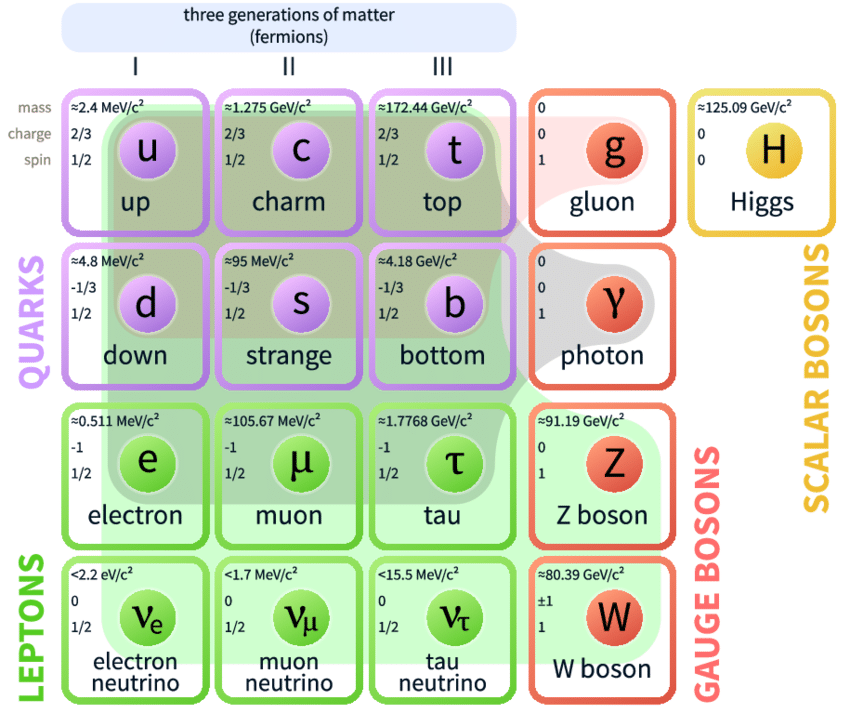 three generations of matter
(fermions)
I II III
mass
charge
spin
≈2.4 MeV/c²
2/3
1/2
u
up
≈1.275 GeV/c²
2/3
1/2
c
charm
≈172.44 GeV/c²
2/3
1/2
t
top
0
0
1
g
gluon
≈125.09 GeV/c²
0
0
H
Higgs
QUARKS
≈4.8 MeV/c²
-1/3
1/2
d
down
≈95 MeV/c²
-1/3
1/2
s
strange
≈4.18 GeV/c²
-1/3
1/2
b
bottom
0
0
1
γ
photon
SCALAR BOSONS
≈0.511 MeV/c²
-1
1/2
e
electron
≈105.67 MeV/c²
-1
1/2
μ
muon
≈1.7768 GeV/c²
-1
1/2
τ
tau
≈91.19 GeV/c²
0
1
Z
Z boson
GAUGE BOSONS
LEPTONS
<2.2 eV/c²
0
1/2
νe
electron
neutrino
<1.7 MeV/c²
0
1/2
νμ
muon
neutrino
<15.5 MeV/c²
0
1/2
ντ
tau
neutrino
≈80.39 GeV/c²
±1
1
W
W boson